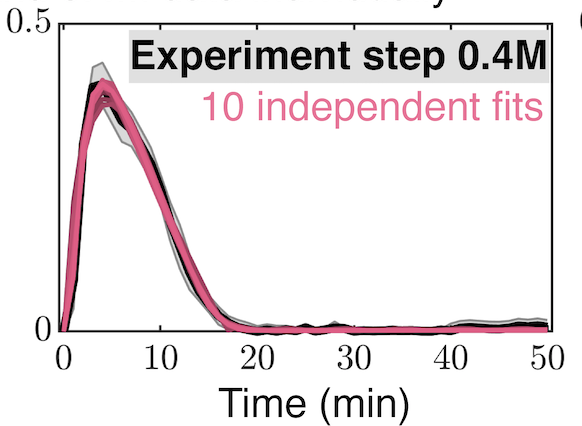 0.5
Experiment step 0.4M
10 independent fits
0
0 10 20 30 40 50
Time (min)